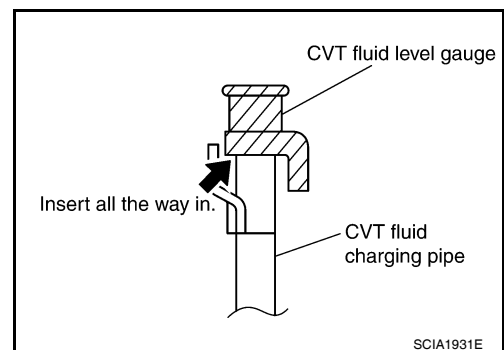 CVT fluid level gauge
Insert all the way in.
CVT fluid
charging pipe
SCIA1931E